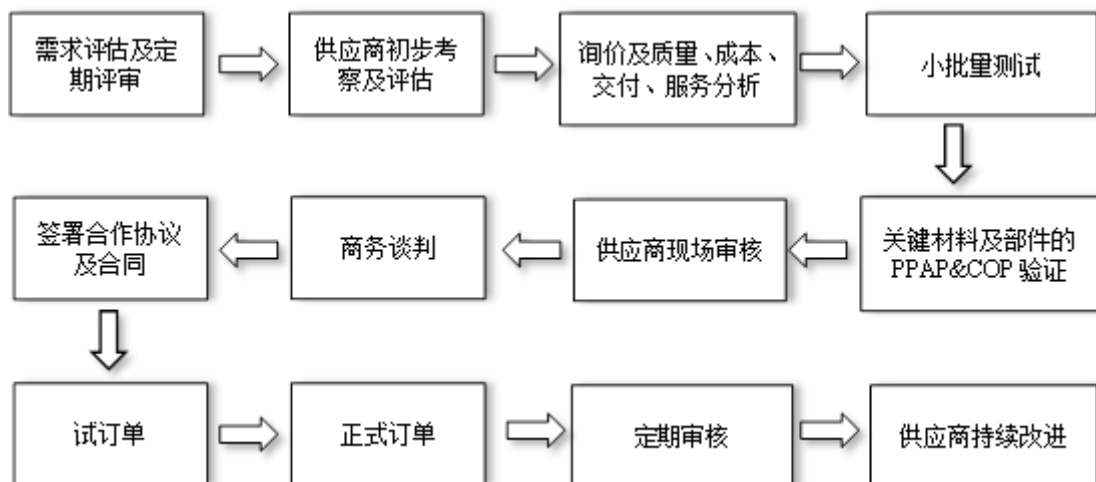 需求评估及定
期评审
供应商初步考
察及评估
询价及质量、成本、
交付、服务分析
小批量测试
关键材料及部件的
PPAP&COP 验证
供应商现场审核
商务谈判
签署合作协议
及合同
试订单
正式订单
定期审核
供应商持续改进